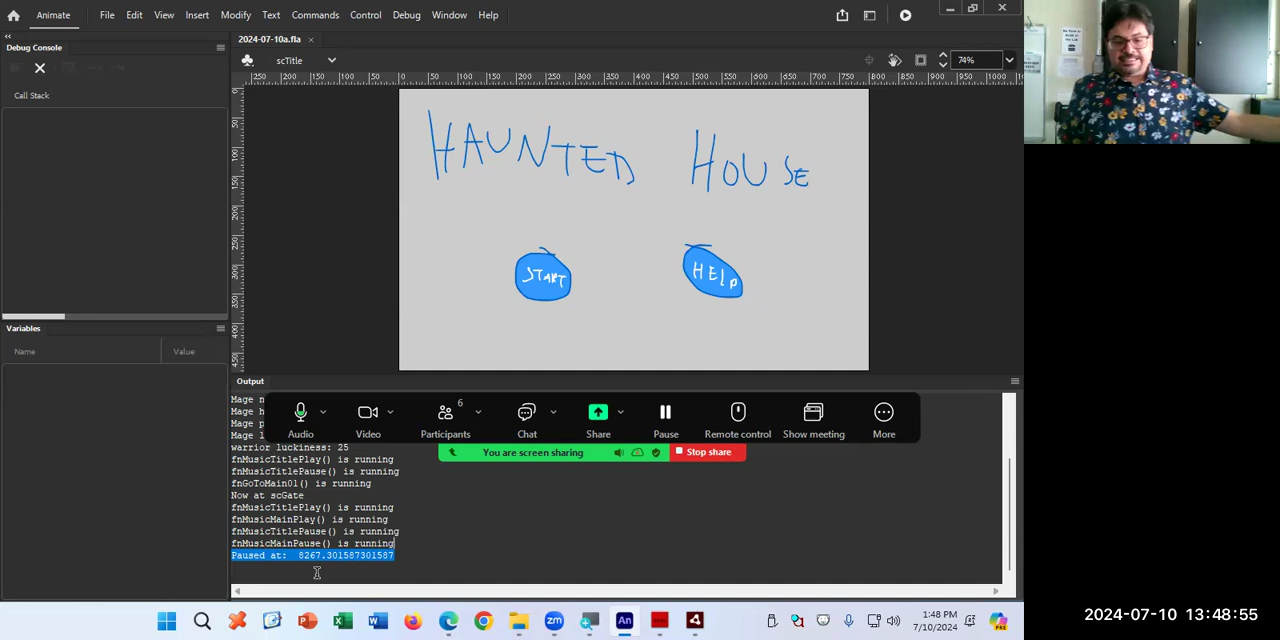 Animate File Edit View Insert Modify Text Commands Control Debug Window Help
2024-07-10a.fla
Debug Console
scTitle
74%
Call Stack
HAUNTED HOUSE
START HELP
Variables
Name Value
Output
Mage n
Mage h
Mage p
Mage l
warrior luckiness: 25
fnMusicTitlePlay() is running
fnMusicTitlePause() is running
fnGoToMain01() is running
Now at scGate
fnMusicTitlePlay() is running
fnMusicMainPlay() is running
fnMusicTitlePause() is running
fnMusicMainPause() is running
Paused at: 8267.301587301587
6
Audio Video Participants Chat Share Pause Remote control Show meeting More
You are screen sharing Stop share
1:48 PM
7/10/2024
2024-07-10 13:48:55